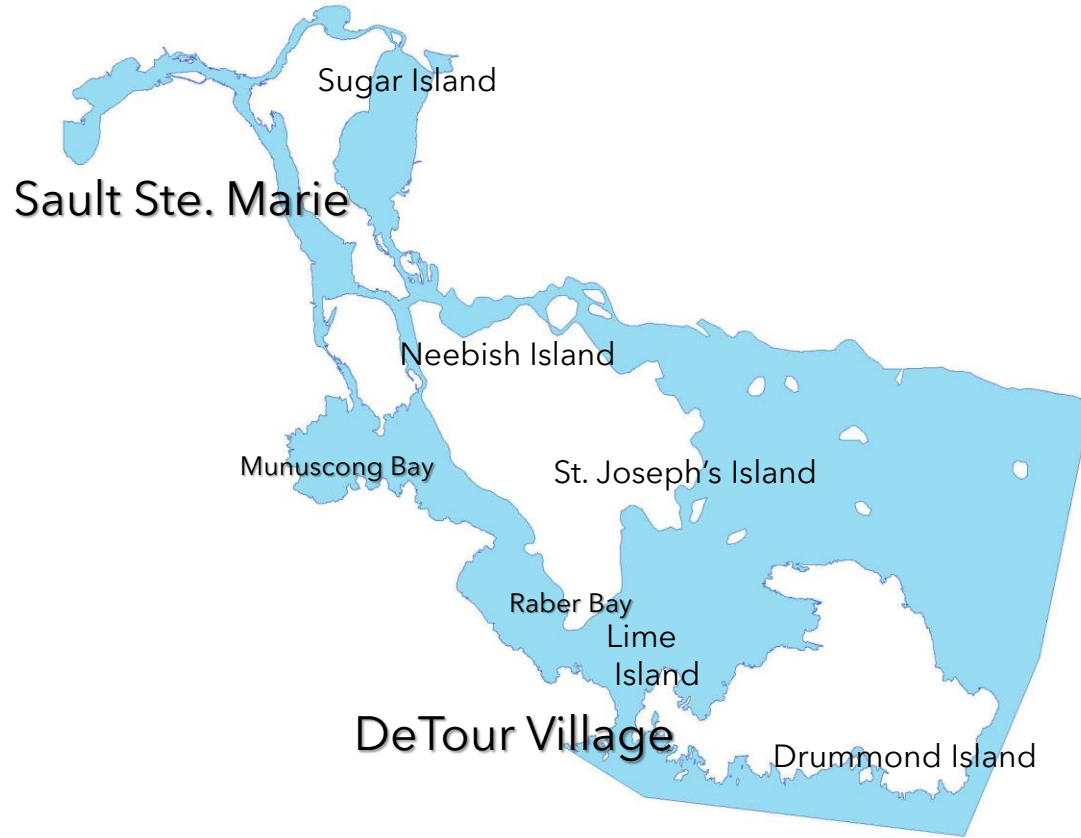 Sugar Island
Sault Ste. Marie
Neebish Island
Munuscong Bay
St. Joseph’s Island
Raber Bay
Lime
Island
DeTour Village
Drummond Island